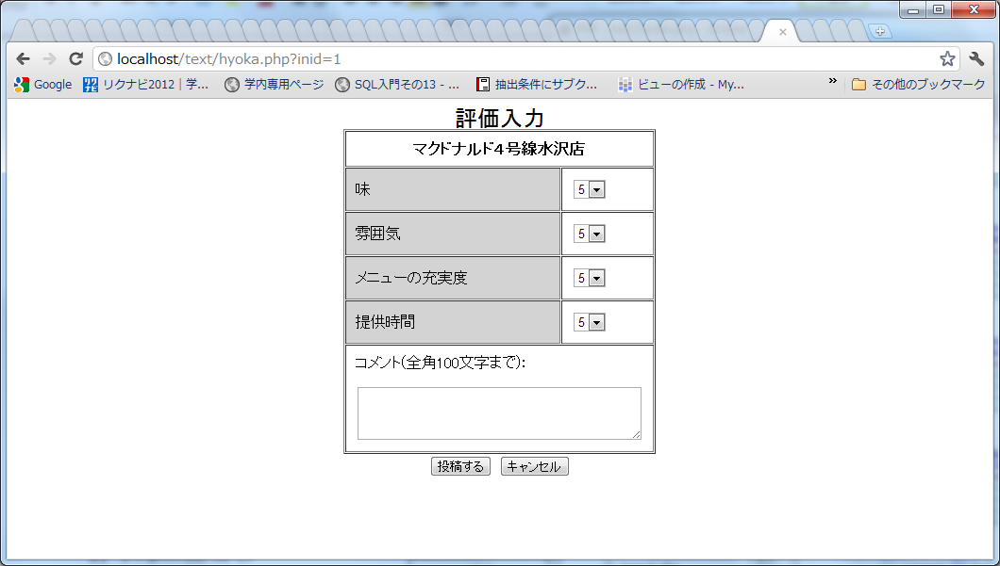 localhost/text/hyoka.php?inid=1
Google リクナビ2012｜学... 学内専用ページ SQL入門その13 - ... 抽出条件にサブク... ビューの作成 - My... » その他のブックマーク
評価入力
マクドナルド4号線水沢店
味 5
雰囲気 5
メニューの充実度 5
提供時間 5
コメント(全角100文字まで):
投稿する キャンセル